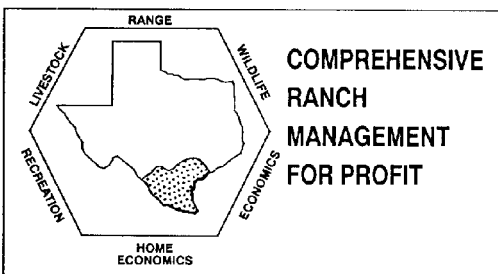 RANGE
LIVESTOCK
WILDLIFE
RECREATION
ECONOMICS
HOME
ECONOMICS
COMPREHENSIVE
RANCH
MANAGEMENT
FOR PROFIT